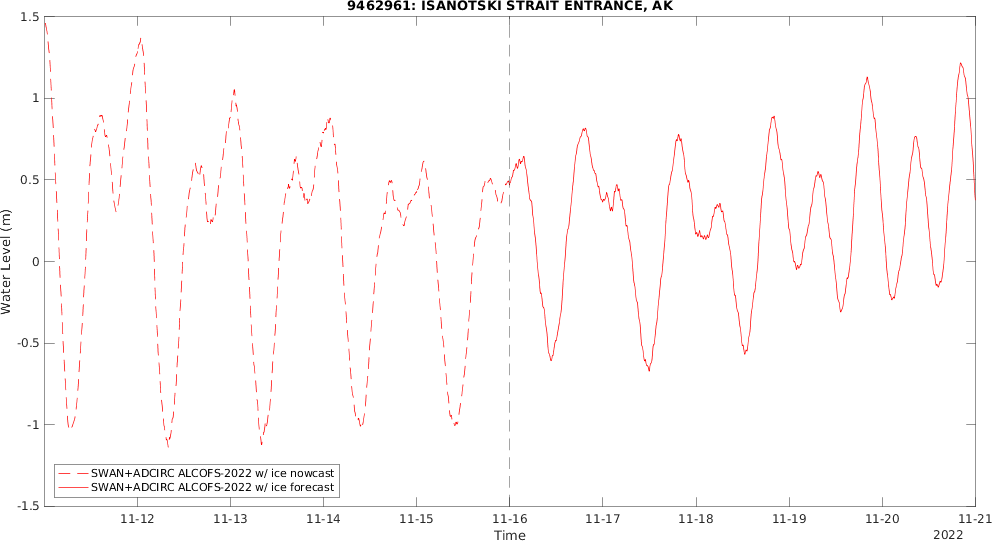 9462961: ISANOTSKI STRAIT ENTRANCE, AK
1.5
1
0.5
0
-0.5
-1
-1.5
Water Level (m)
SWAN+ADCIRC ALCOFS-2022 w/ ice nowcast
SWAN+ADCIRC ALCOFS-2022 w/ ice forecast
11-12 11-13 11-14 11-15 11-16 11-17 11-18 11-19 11-20 11-21
Time
2022